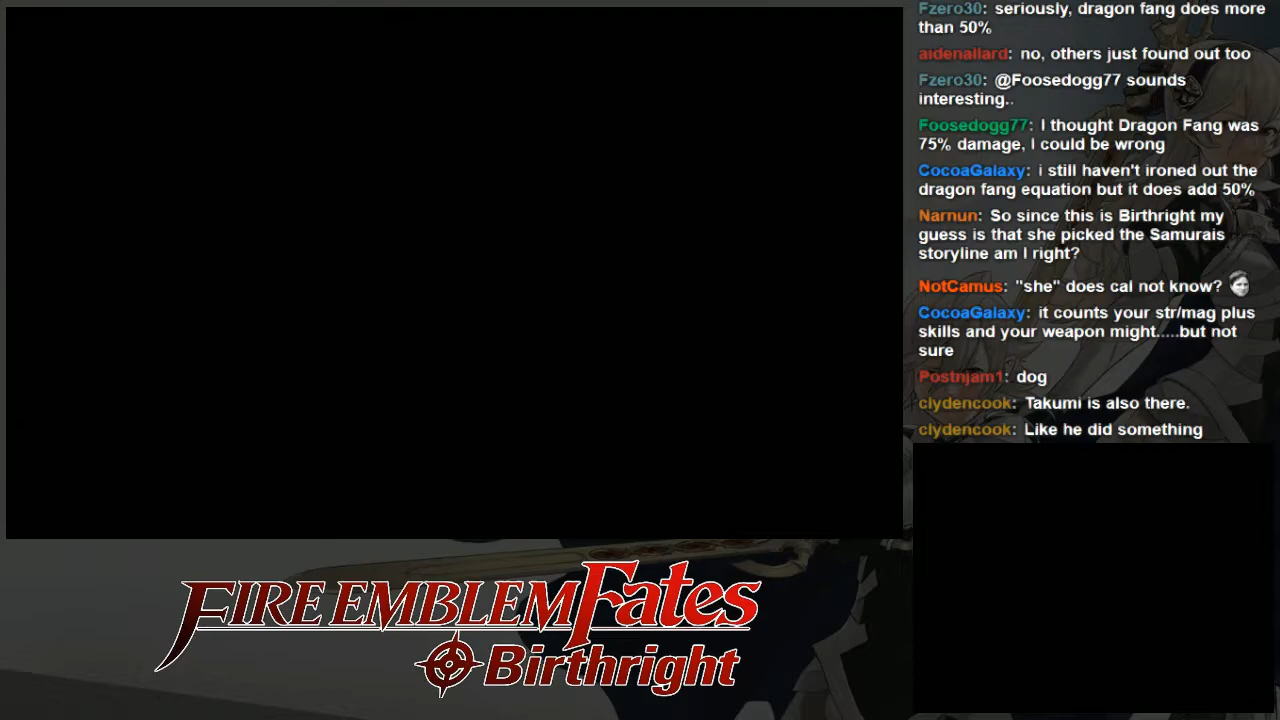 Fzero30: seriously, dragon fang does more
than 50%
aidenallard: no, others just found out too
Fzero30: @Foosedogg77 sounds
interesting..
Foosedogg77: I thought Dragon Fang was
75% damage, I could be wrong
CocoaGalaxy: i still haven't ironed out the
dragon fang equation but it does add 50%
Narnun: So since this is Birthright my
guess is that she picked the Samurais
storyline am I right?
NotCamus: "she" does cal not know?
CocoaGalaxy: it counts your str/mag plus
skills and your weapon might.....but not
sure
Postnjam1: dog
clydencook: Takumi is also there.
clydencook: Like he did something
FIRE EMBLEM Fates
Birthright